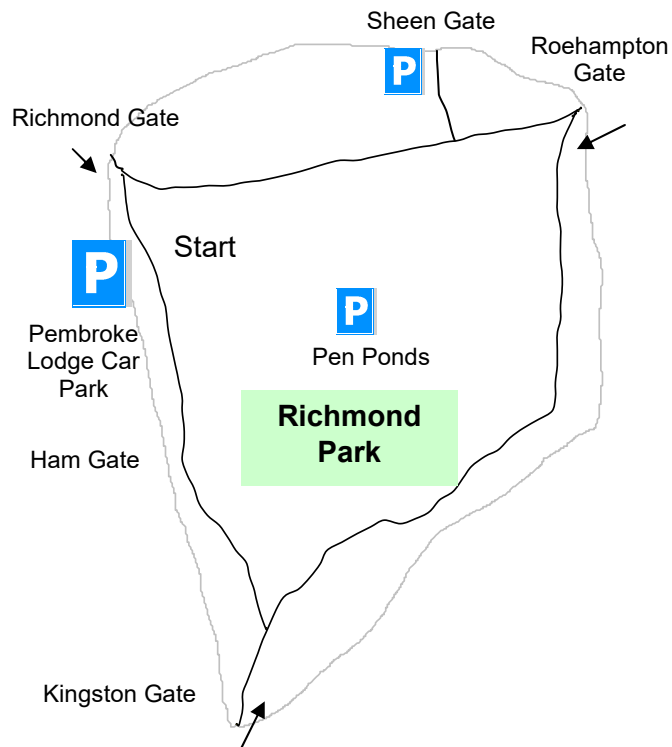 Sheen Gate
P
Roehampton
Gate
Richmond Gate
Start
P
P
Pembroke
Lodge Car
Park
Pen Ponds
Richmond
Park
Ham Gate
Kingston Gate